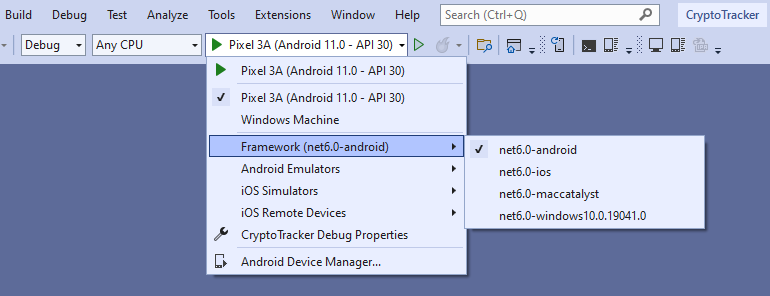 Build Debug Test Analyze Tools Extensions Window Help Search (Ctrl+Q) CryptoTracker
Debug Any CPU Pixel 3A (Android 11.0 - API 30)
Pixel 3A (Android 11.0 - API 30)
Pixel 3A (Android 11.0 - API 30)
Windows Machine
Framework (net6.0-android)
net6.0-android
net6.0-ios
net6.0-maccatalyst
net6.0-windows10.0.19041.0
Android Emulators
iOS Simulators
iOS Remote Devices
CryptoTracker Debug Properties
Android Device Manager...